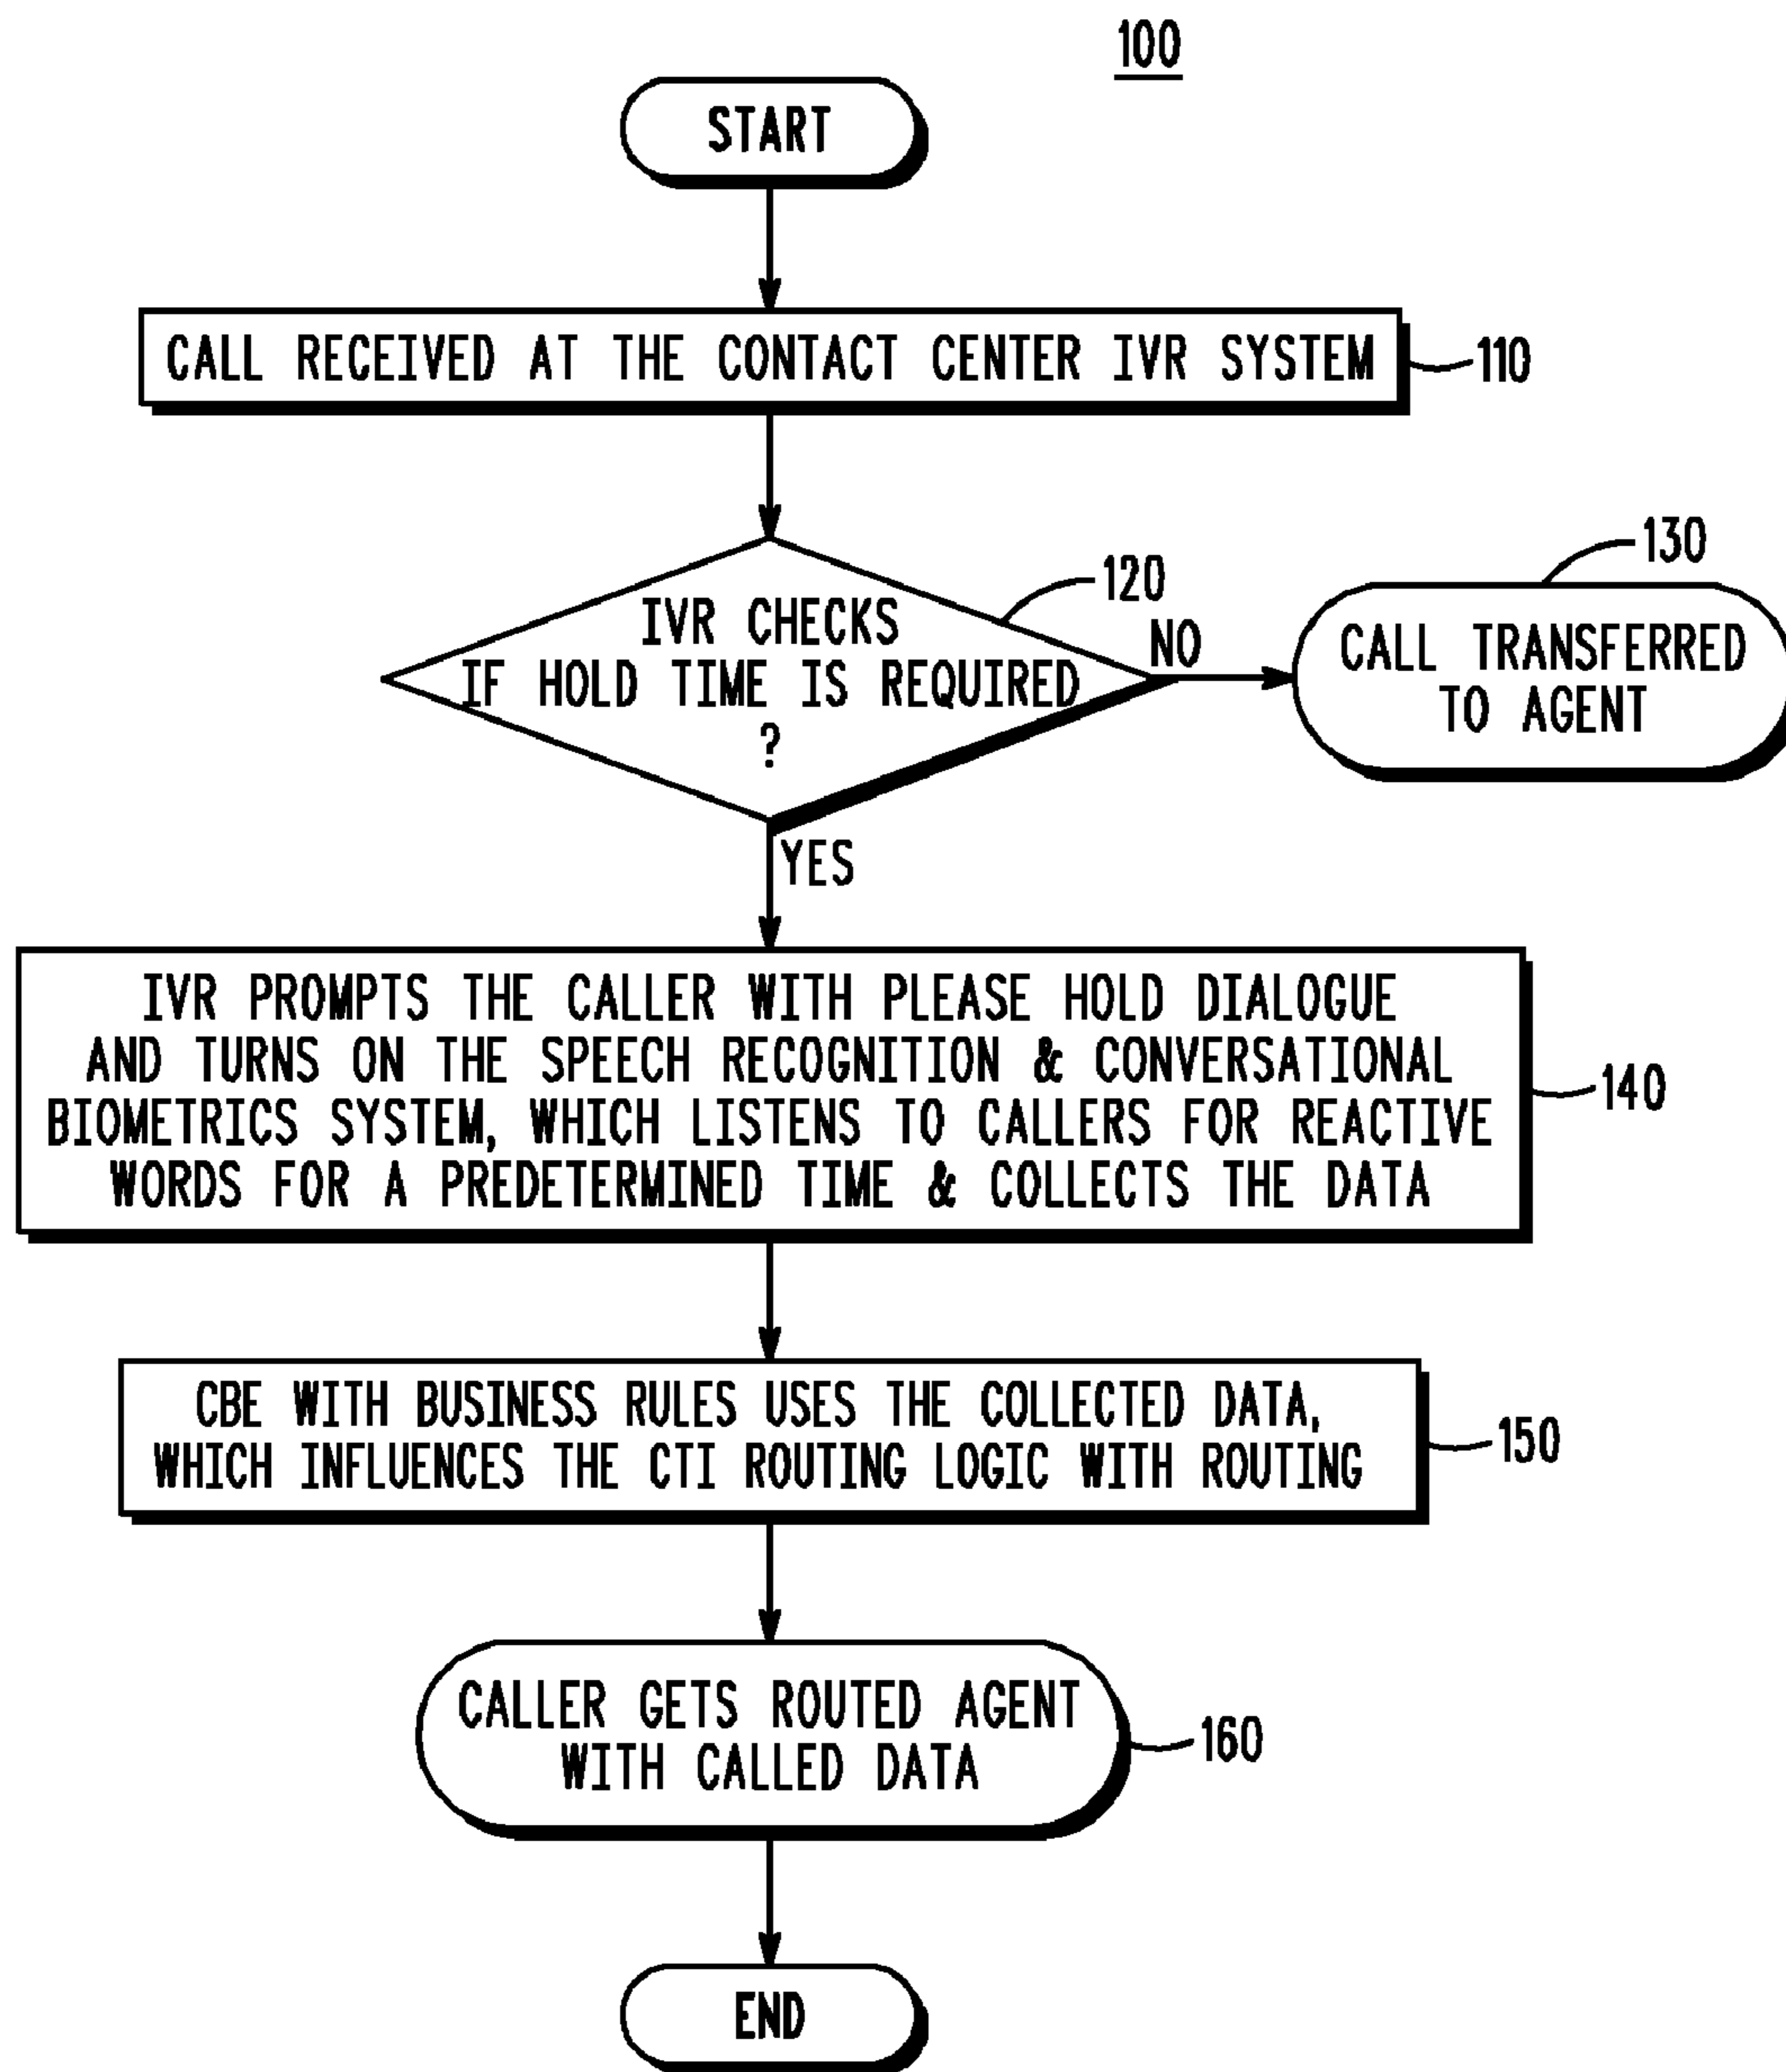 100
START
CALL RECEIVED AT THE CONTACT CENTER IVR SYSTEM
110
120
IVR CHECKS
IF HOLD TIME IS REQUIRED
?
NO
130
CALL TRANSFERRED
TO AGENT
YES
IVR PROMPTS THE CALLER WITH PLEASE HOLD DIALOGUE
AND TURNS ON THE SPEECH RECOGNITION & CONVERSATIONAL
BIOMETRICS SYSTEM, WHICH LISTENS TO CALLERS FOR REACTIVE
WORDS FOR A PREDETERMINED TIME & COLLECTS THE DATA
140
CBE WITH BUSINESS RULES USES THE COLLECTED DATA,
WHICH INFLUENCES THE CTI ROUTING LOGIC WITH ROUTING
150
CALLER GETS ROUTED AGENT
WITH CALLED DATA
160
END